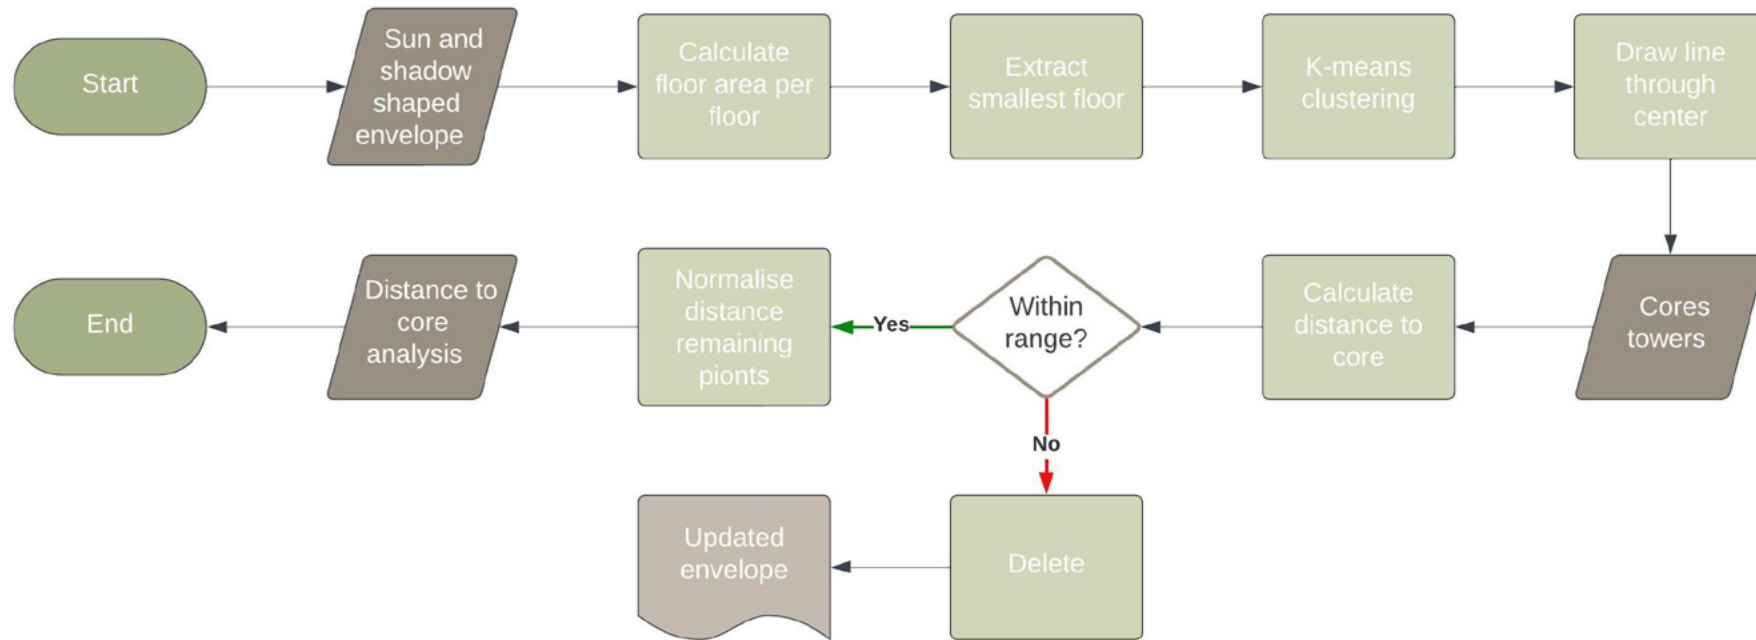 Start
Sun and
shadow
shaped
envelope
Calculate
floor area per
floor
Extract
smallest floor
K-means
clustering
Draw line
through
center
Cores
towers
Calculate
distance to
core
Within
range?
Yes
Normalise
distance
remaining
pionts
Distance to
core
analysis
End
No
Delete
Updated
envelope